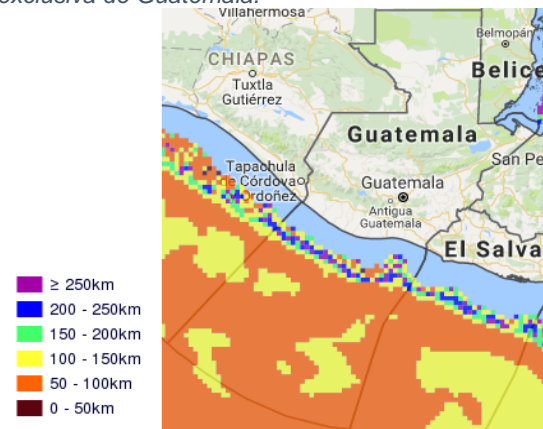 exclusiva de Guatemala.
Villahermosa
Belmopán
CHIAPAS
Belice
Tuxtla
Gutiérrez
Guatemala
San Pe
Tapachula
de Córdova
Ordoñez
Guatemala
Antigua
Guatemala
El Salva
≥ 250km
200 - 250km
150 - 200km
100 - 150km
50 - 100km
0 - 50km